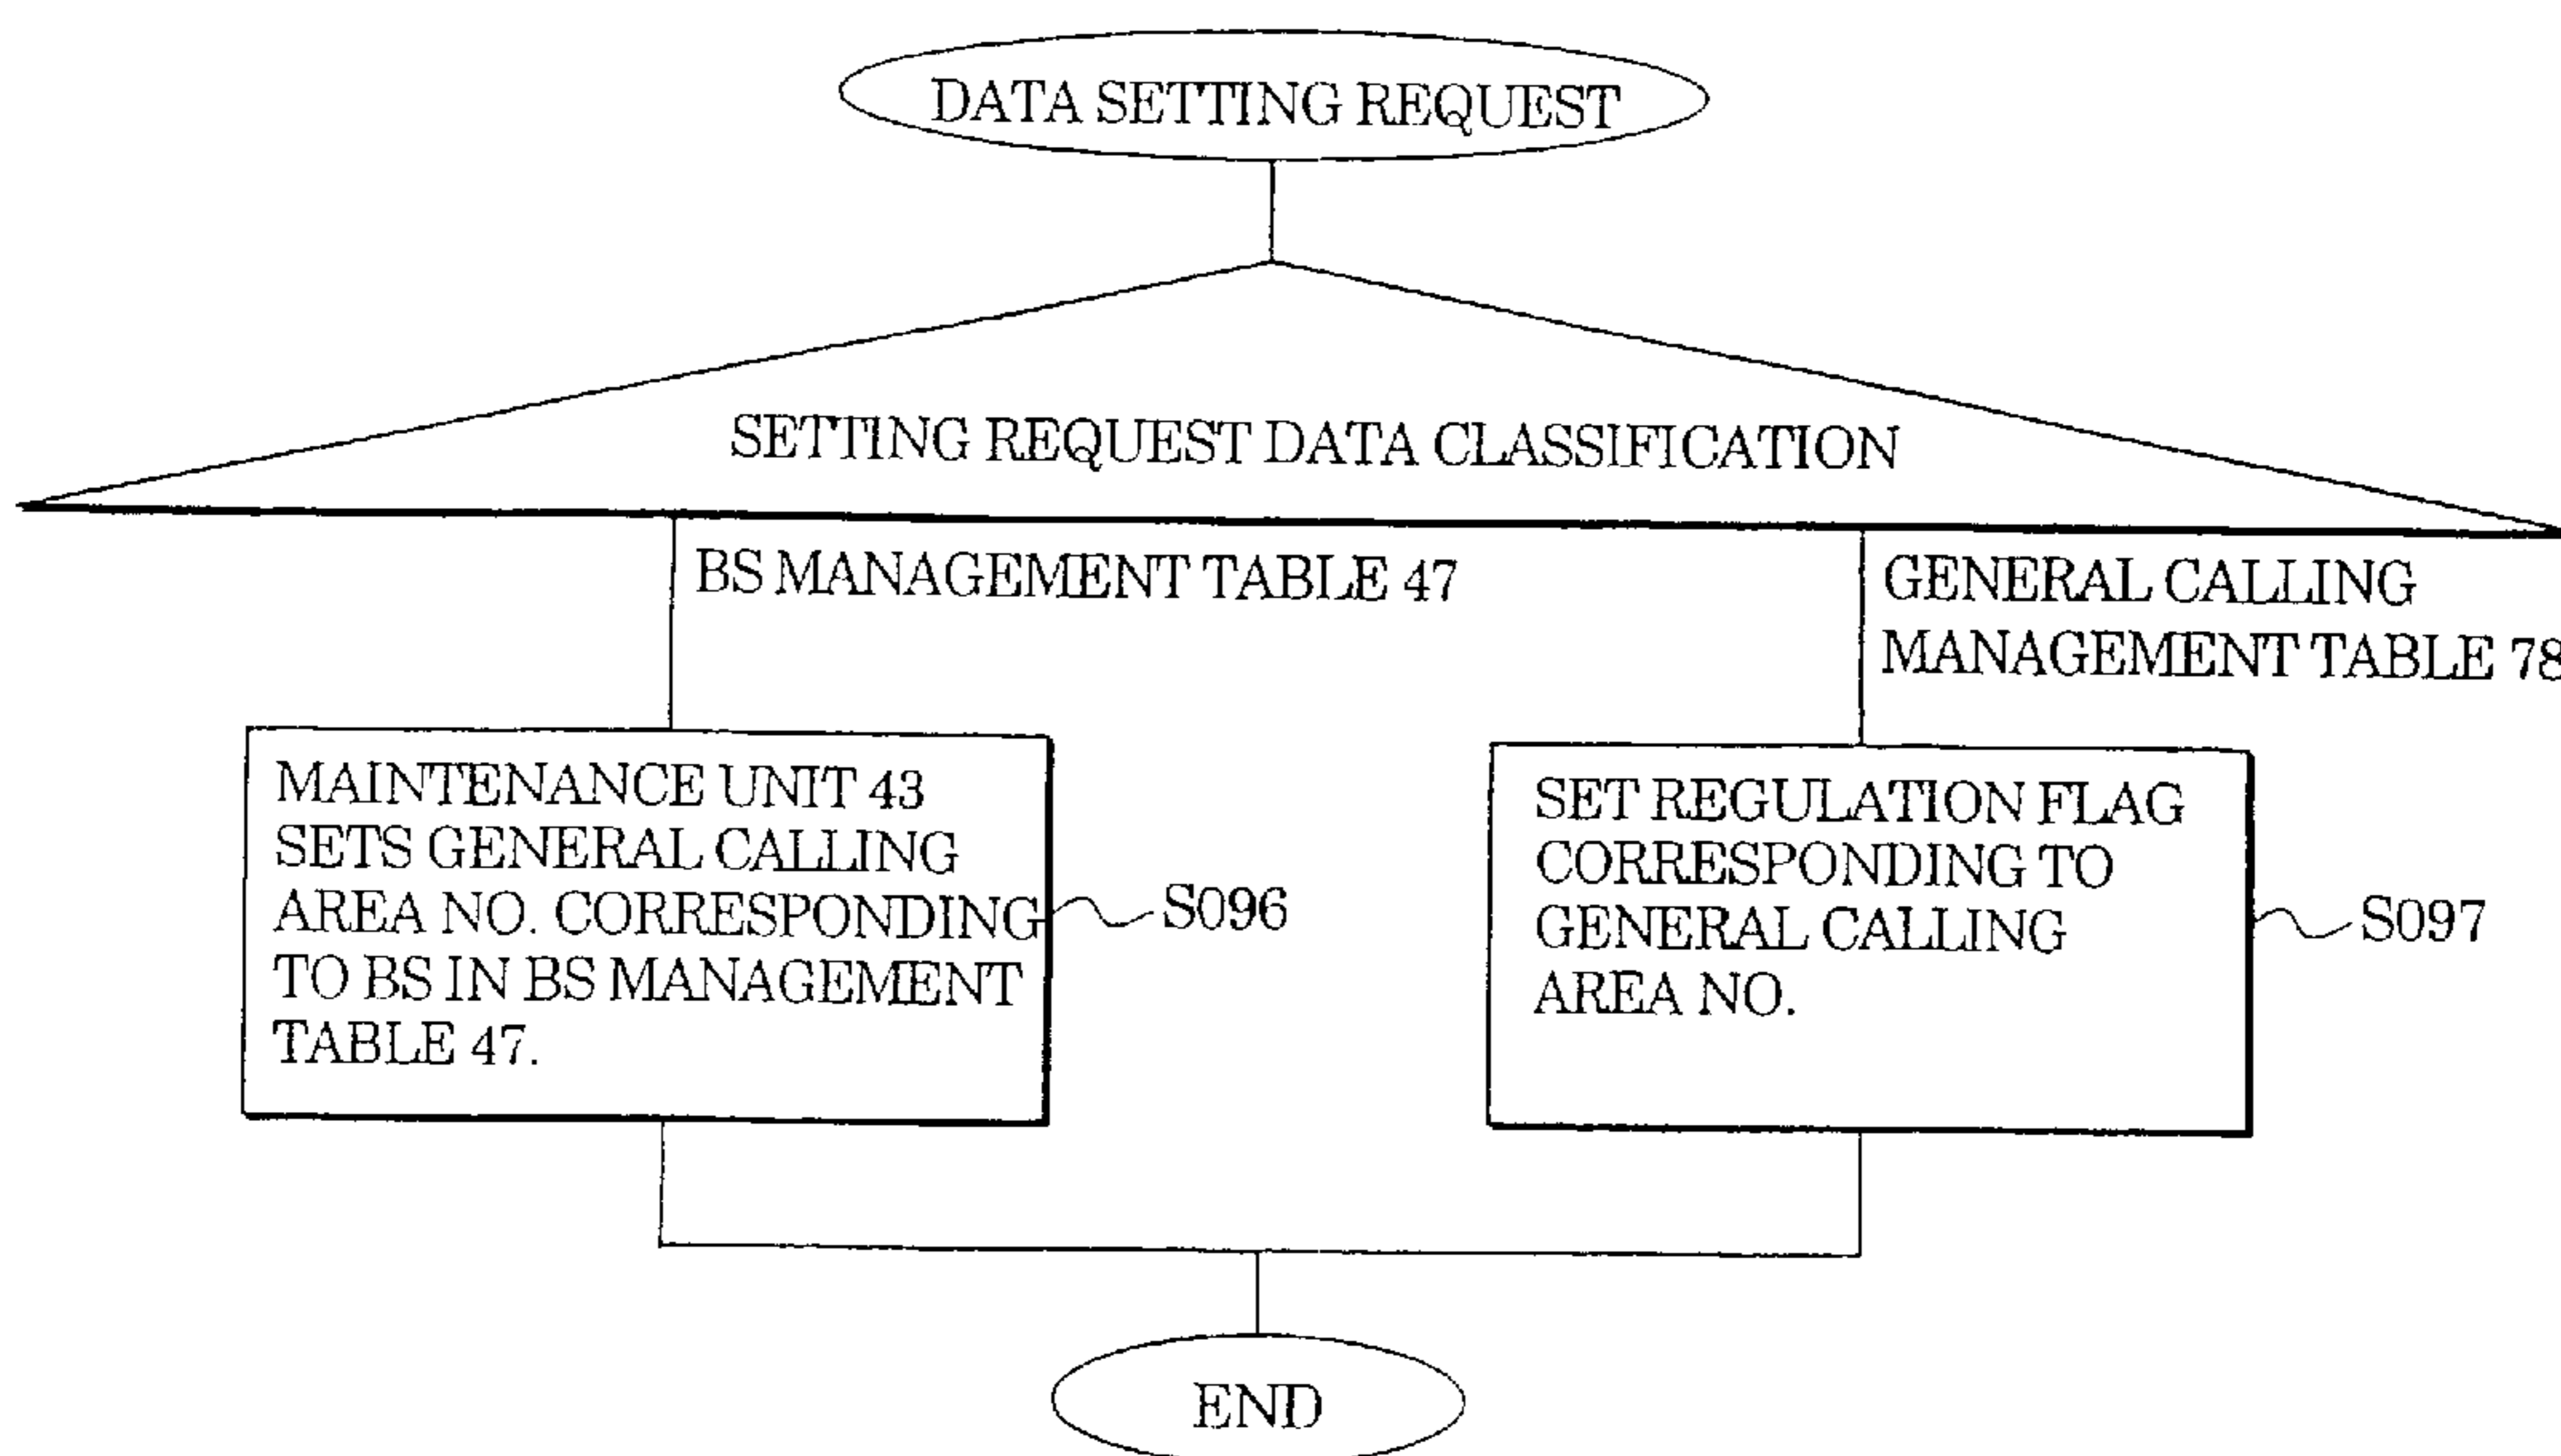 DATA SETTING REQUEST
SETTING REQUEST DATA CLASSIFICATION
BS MANAGEMENT TABLE 47
GENERAL CALLING
MANAGEMENT TABLE 78
MAINTENANCE UNIT 43
SETS GENERAL CALLING
AREA NO. CORRESPONDING
TO BS IN BS MANAGEMENT
TABLE 47.
S096
SET REGULATION FLAG
CORRESPONDING TO
GENERAL CALLING
AREA NO.
S097
END